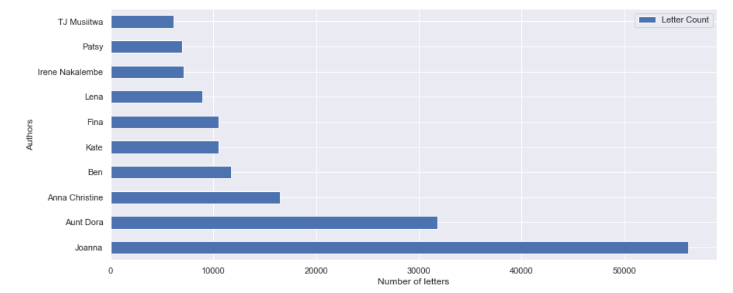 Letter Count
Authors
TJ Musiitwa
Patsy
Irene Nakalembe
Lena
Fina
Kate
Ben
Anna Christine
Aunt Dora
Joanna
0 10000 20000 30000 40000 50000
Number of letters